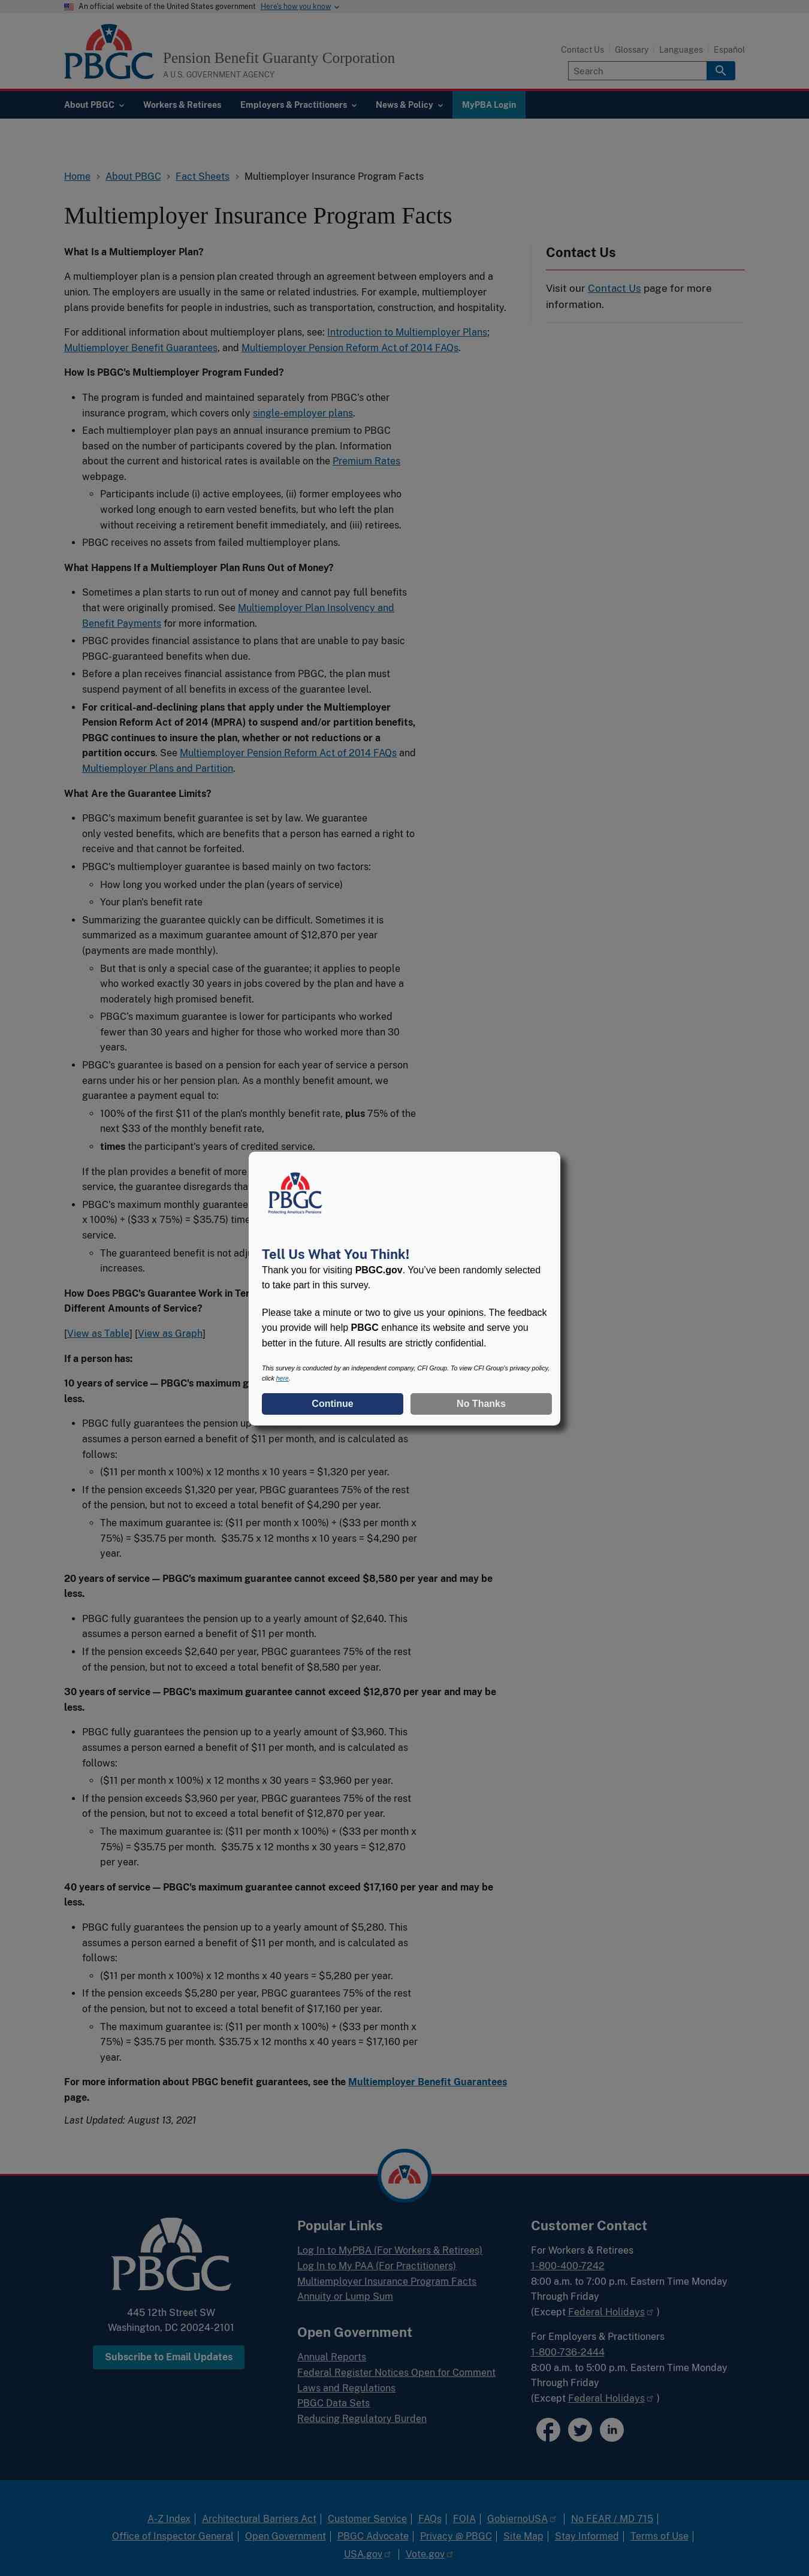 An official website of the United States government Here's how you know
PBGC
Pension Benefit Guaranty Corporation
A U.S. GOVERNMENT AGENCY
Contact Us Glossary Languages Español
Search
About PBGC Workers & Retirees Employers & Practitioners News & Policy MyPBA Login
Home › About PBGC › Fact Sheets › Multiemployer Insurance Program Facts
Multiemployer Insurance Program Facts
What Is a Multiemployer Plan?
A multiemployer plan is a pension plan created through an agreement between employers and a
union. The employers are usually in the same or related industries. For example, multiemployer
plans provide benefits for people in industries, such as transportation, construction, and hospitality.
For additional information about multiemployer plans, see: Introduction to Multiemployer Plans;
Multiemployer Benefit Guarantees, and Multiemployer Pension Reform Act of 2014 FAQs.
How Is PBGC's Multiemployer Program Funded?
• The program is funded and maintained separately from PBGC's other
insurance program, which covers only single-employer plans.
• Each multiemployer plan pays an annual insurance premium to PBGC
based on the number of participants covered by the plan. Information
about the current and historical rates is available on the Premium Rates
webpage.
◦ Participants include (i) active employees, (ii) former employees who
worked long enough to earn vested benefits, but who left the plan
without receiving a retirement benefit immediately, and (iii) retirees.
• PBGC receives no assets from failed multiemployer plans.
What Happens If a Multiemployer Plan Runs Out of Money?
• Sometimes a plan starts to run out of money and cannot pay full benefits
that were originally promised. See Multiemployer Plan Insolvency and
Benefit Payments for more information.
• PBGC provides financial assistance to plans that are unable to pay basic
PBGC-guaranteed benefits when due.
• Before a plan receives financial assistance from PBGC, the plan must
suspend payment of all benefits in excess of the guarantee level.
• For critical-and-declining plans that apply under the Multiemployer
Pension Reform Act of 2014 (MPRA) to suspend and/or partition benefits,
PBGC continues to insure the plan, whether or not reductions or a
partition occurs. See Multiemployer Pension Reform Act of 2014 FAQs and
Multiemployer Plans and Partition.
What Are the Guarantee Limits?
• PBGC's maximum benefit guarantee is set by law. We guarantee
only vested benefits, which are benefits that a person has earned a right to
receive and that cannot be forfeited.
• PBGC's multiemployer guarantee is based mainly on two factors:
◦ How long you worked under the plan (years of service)
◦ Your plan's benefit rate
• Summarizing the guarantee quickly can be difficult. Sometimes it is
summarized as a maximum guarantee amount of $12,870 per year
(payments are made monthly).
◦ But that is only a special case of the guarantee; it applies to people
who worked exactly 30 years in jobs covered by the plan and have a
moderately high promised benefit.
◦ PBGC's maximum guarantee is lower for participants who worked
fewer than 30 years and higher for those who worked more than 30
years.
• PBGC's guarantee is based on a pension for each year of service a person
earns under his or her pension plan. As a monthly benefit amount, we
guarantee a payment equal to:
◦ 100% of the first $11 of the plan's monthly benefit rate, plus 75% of the
next $33 of the monthly benefit rate,
◦ times the participant's years of credited service.
If the plan provides a benefit of more
service, the guarantee disregards tha
• PBGC's maximum monthly guarantee
x 100%) + ($33 x 75%) = $35.75) time
service.
◦ The guaranteed benefit is not adju
increases.
How Does PBGC's Guarantee Work in Ter
Different Amounts of Service?
[View as Table] [View as Graph]
If a person has:
10 years of service — PBGC's maximum g
less.
• PBGC fully guarantees the pension up
assumes a person earned a benefit of $11 per month, and is calculated as
follows:
◦ ($11 per month x 100%) x 12 months x 10 years = $1,320 per year.
• If the pension exceeds $1,320 per year, PBGC guarantees 75% of the rest
of the pension, but not to exceed a total benefit of $4,290 per year.
◦ The maximum guarantee is: ($11 per month x 100%) + ($33 per month x
75%) = $35.75 per month. $35.75 x 12 months x 10 years = $4,290 per
year.
20 years of service — PBGC's maximum guarantee cannot exceed $8,580 per year and may be
less.
• PBGC fully guarantees the pension up to a yearly amount of $2,640. This
assumes a person earned a benefit of $11 per month.
• If the pension exceeds $2,640 per year, PBGC guarantees 75% of the rest
of the pension, but not to exceed a total benefit of $8,580 per year.
30 years of service — PBGC's maximum guarantee cannot exceed $12,870 per year and may be
less.
• PBGC fully guarantees the pension up to a yearly amount of $3,960. This
assumes a person earned a benefit of $11 per month, and is calculated as
follows:
◦ ($11 per month x 100%) x 12 months x 30 years = $3,960 per year.
• If the pension exceeds $3,960 per year, PBGC guarantees 75% of the rest
of the pension, but not to exceed a total benefit of $12,870 per year.
◦ The maximum guarantee is: ($11 per month x 100%) + ($33 per month x
75%) = $35.75 per month. $35.75 x 12 months x 30 years = $12,870
per year.
40 years of service — PBGC's maximum guarantee cannot exceed $17,160 per year and may be
less.
• PBGC fully guarantees the pension up to a yearly amount of $5,280. This
assumes a person earned a benefit of $11 per month, and is calculated as
follows:
◦ ($11 per month x 100%) x 12 months x 40 years = $5,280 per year.
• If the pension exceeds $5,280 per year, PBGC guarantees 75% of the rest
of the pension, but not to exceed a total benefit of $17,160 per year.
◦ The maximum guarantee is: ($11 per month x 100%) + ($33 per month x
75%) = $35.75 per month. $35.75 x 12 months x 40 years = $17,160 per
year.
For more information about PBGC benefit guarantees, see the Multiemployer Benefit Guarantees
page.
Last Updated: August 13, 2021
Contact Us
Visit our Contact Us page for more
information.
PBGC
Protecting America's Pensions
Tell Us What You Think!
Thank you for visiting PBGC.gov. You've been randomly selected
to take part in this survey.
Please take a minute or two to give us your opinions. The feedback
you provide will help PBGC enhance its website and serve you
better in the future. All results are strictly confidential.
This survey is conducted by an independent company, CFI Group. To view CFI Group's privacy policy,
click here.
Continue No Thanks
PBGC
445 12th Street SW
Washington, DC 20024-2101
Subscribe to Email Updates
Popular Links
Log In to MyPBA (For Workers & Retirees)
Log In to My PAA (For Practitioners)
Multiemployer Insurance Program Facts
Annuity or Lump Sum
Open Government
Annual Reports
Federal Register Notices Open for Comment
Laws and Regulations
PBGC Data Sets
Reducing Regulatory Burden
Customer Contact
For Workers & Retirees
1-800-400-7242
8:00 a.m. to 7:00 p.m. Eastern Time Monday
Through Friday
(Except Federal Holidays )
For Employers & Practitioners
1-800-736-2444
8:00 a.m. to 5:00 p.m. Eastern Time Monday
Through Friday
(Except Federal Holidays )
A-Z Index | Architectural Barriers Act | Customer Service | FAQs | FOIA | GobiernoUSA | No FEAR / MD 715 |
Office of Inspector General | Open Government | PBGC Advocate | Privacy @ PBGC | Site Map | Stay Informed | Terms of Use |
USA.gov | Vote.gov